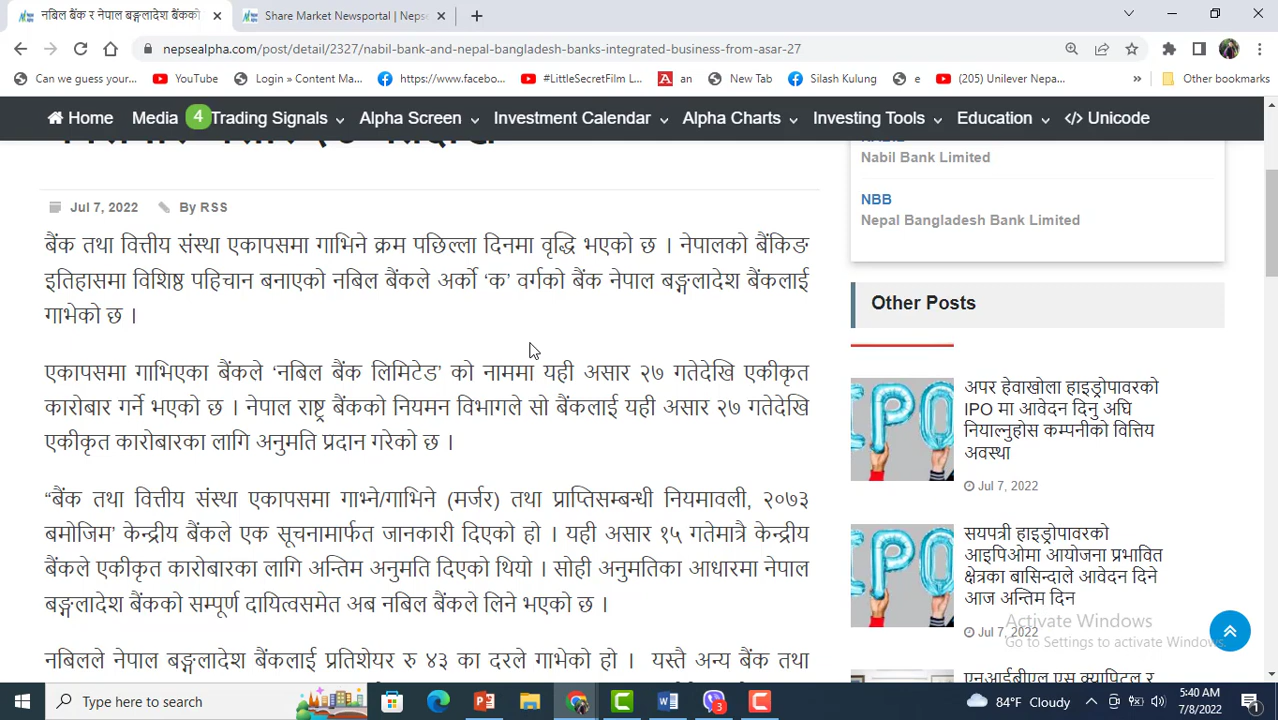 नबिल बैंक र नेपाल बङ्गलादेश बैंकको
Share Market Newsportal | Nepse
nepsealpha.com/post/detail/2327/nabil-bank-and-nepal-bangladesh-banks-integrated-business-from-asar-27
Can we guess your...
YouTube
Login » Content Ma...
https://www.facebo...
#LittleSecretFilm L...
an
New Tab
Silash Kulung
e
(205) Unilever Nepa...
»
Other bookmarks
Home
Media
4
Trading Signals
Alpha Screen
Investment Calendar
Alpha Charts
Investing Tools
Education
</> Unicode
Jul 7, 2022
By RSS
बैंक तथा वित्तीय संस्था एकापसमा गाभिने क्रम पछिल्ला दिनमा वृद्धि भएको छ । नेपालको बैंकिङ
इतिहासमा विशिष्ठ पहिचान बनाएको नबिल बैंकले अर्को ‘क’ वर्गको बैंक नेपाल बङ्गलादेश बैंकलाई
गाभेको छ ।
एकापसमा गाभिएका बैंकले ‘नबिल बैंक लिमिटेड’ को नाममा यही असार २७ गतेदेखि एकीकृत
कारोबार गर्ने भएको छ । नेपाल राष्ट्र बैंकको नियमन विभागले सो बैंकलाई यही असार २७ गतेदेखि
एकीकृत कारोबारका लागि अनुमति प्रदान गरेको छ ।
“बैंक तथा वित्तीय संस्था एकापसमा गाभ्ने/गाभिने (मर्जर) तथा प्राप्तिसम्बन्धी नियमावली, २०७३
बमोजिम’ केन्द्रीय बैंकले एक सूचनामार्फत जानकारी दिएको हो । यही असार १५ गतेमात्रै केन्द्रीय
बैंकले एकीकृत कारोबारका लागि अन्तिम अनुमति दिएको थियो । सोही अनुमतिका आधारमा नेपाल
बङ्गलादेश बैंकको सम्पूर्ण दायित्वसमेत अब नबिल बैंकले लिने भएको छ ।
नबिलले नेपाल बङ्गलादेश बैंकलाई प्रतिशेयर रु ४३ का दरले गाभेको हो । यस्तै अन्य बैंक तथा
Nabil Bank Limited
NBB
Nepal Bangladesh Bank Limited
Other Posts
IPO
अपर हेवाखोला हाइड्रोपावरको
IPO मा आवेदन दिनु अघि
नियाल्नुहोस कम्पनीको वित्तिय
अवस्था
Jul 7, 2022
IPO
सयपत्री हाइड्रोपावरको
आइपिओमा आयोजना प्रभावित
क्षेत्रका बासिन्दाले आवेदन दिने
आज अन्तिम दिन
Jul 7, 2022
एनआईबीएल एस क्यापिटल र
Activate Windows
Go to Settings to activate Windows.
Type here to search
3
84°F Cloudy
5:40 AM
7/8/2022
1